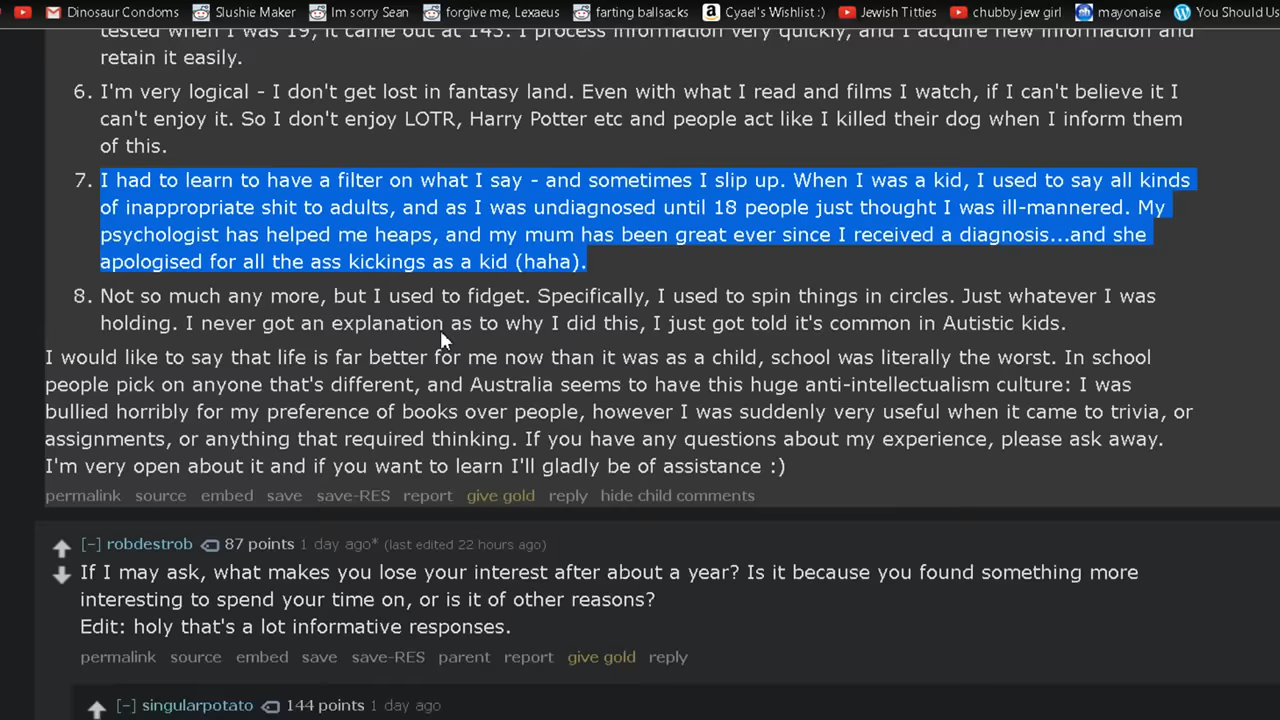 Dinosaur Condoms Slushie Maker Im sorry Sean forgive me, Lexaeus farting ballsacks Cyael's Wishlist :) Jewish Titties chubby jew girl mayonaise You Should Us
tested when I was 19, it came out at 143. I process information very quickly, and I acquire new information and
retain it easily.
6. I'm very logical - I don't get lost in fantasy land. Even with what I read and films I watch, if I can't believe it I
can't enjoy it. So I don't enjoy LOTR, Harry Potter etc and people act like I killed their dog when I inform them
of this.
7. I had to learn to have a filter on what I say - and sometimes I slip up. When I was a kid, I used to say all kinds
of inappropriate shit to adults, and as I was undiagnosed until 18 people just thought I was ill-mannered. My
psychologist has helped me heaps, and my mum has been great ever since I received a diagnosis...and she
apologised for all the ass kickings as a kid (haha).
8. Not so much any more, but I used to fidget. Specifically, I used to spin things in circles. Just whatever I was
holding. I never got an explanation as to why I did this, I just got told it's common in Autistic kids.
I would like to say that life is far better for me now than it was as a child, school was literally the worst. In school
people pick on anyone that's different, and Australia seems to have this huge anti-intellectualism culture: I was
bullied horribly for my preference of books over people, however I was suddenly very useful when it came to trivia, or
assignments, or anything that required thinking. If you have any questions about my experience, please ask away.
I'm very open about it and if you want to learn I'll gladly be of assistance :)
permalink source embed save save-RES report give gold reply hide child comments
[-] robdestrob 87 points 1 day ago* (last edited 22 hours ago)
If I may ask, what makes you lose your interest after about a year? Is it because you found something more
interesting to spend your time on, or is it of other reasons?
Edit: holy that's a lot informative responses.
permalink source embed save save-RES parent report give gold reply
[-] singularpotato 144 points 1 day ago